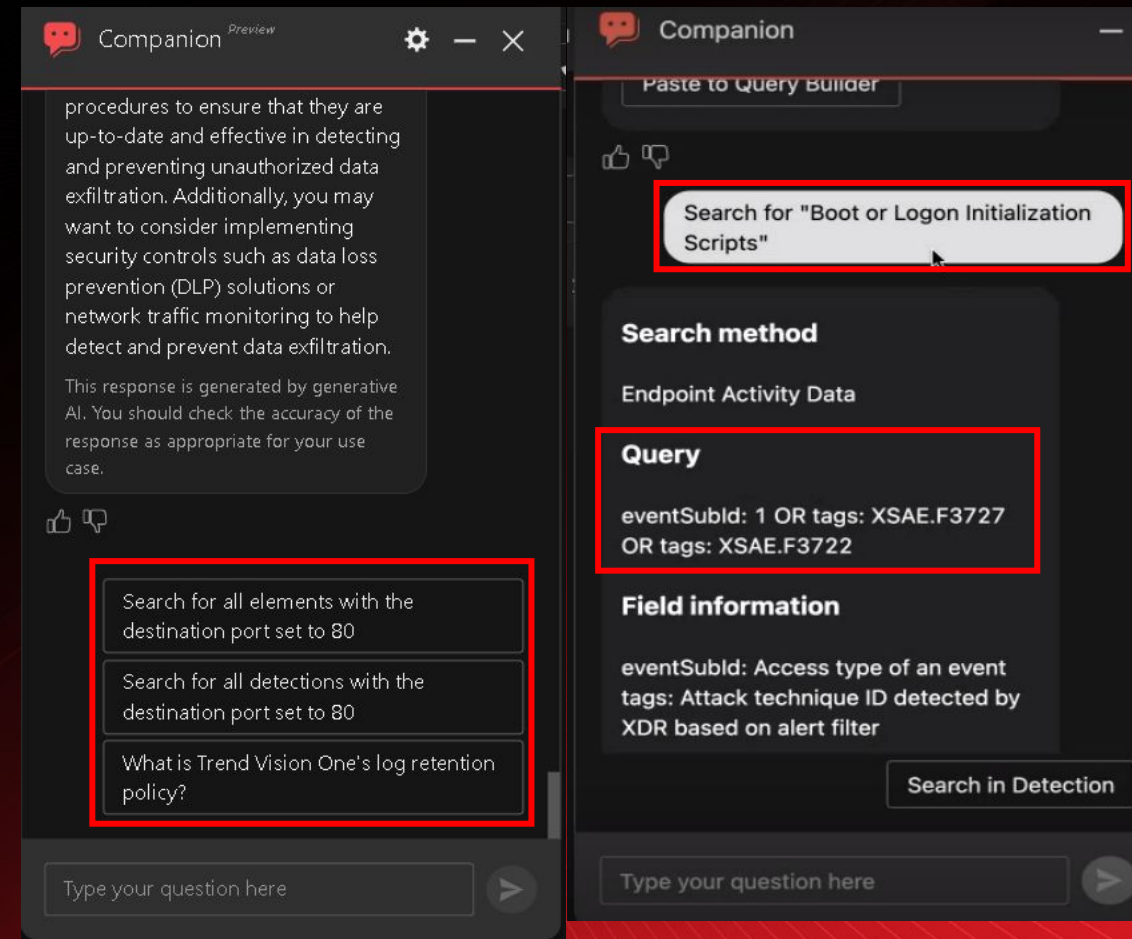 Companion Preview
procedures to ensure that they are
up-to-date and effective in detecting
and preventing unauthorized data
exfiltration. Additionally, you may
want to consider implementing
security controls such as data loss
prevention (DLP) solutions or
network traffic monitoring to help
detect and prevent data exfiltration.
This response is generated by generative
AI. You should check the accuracy of the
response as appropriate for your use
case.
Search for all elements with the
destination port set to 80
Search for all detections with the
destination port set to 80
What is Trend Vision One's log retention
policy?
Type your question here
Companion
Paste to Query Builder
Search for "Boot or Logon Initialization
Scripts"
Search method
Endpoint Activity Data
Query
eventSubId: 1 OR tags: XSAE.F3727
OR tags: XSAE.F3722
Field information
eventSubId: Access type of an event
tags: Attack technique ID detected by
XDR based on alert filter
Search in Detection
Type your question here